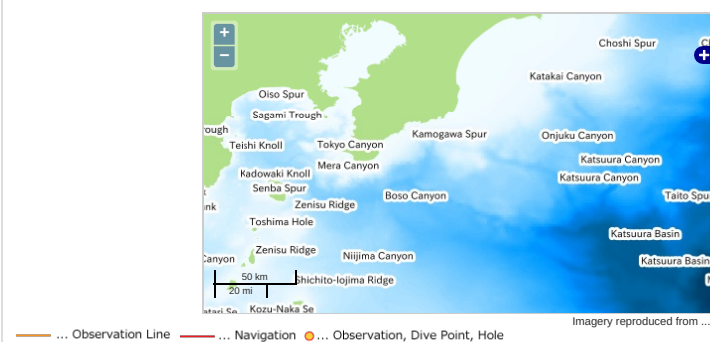 +
−
Choshi Spur
Katakai Canyon
Oiso Spur
Sagami Trough
rough
Kamogawa Spur
Onjuku Canyon
Teishi Knoll
Tokyo Canyon
Katsuura Canyon
Mera Canyon
Kadowaki Knoll
Katsuura Canyon
Senba Spur
Boso Canyon
Taito Spu
nk
Zenisu Ridge
Toshima Hole
Katsuura Basin
Zenisu Ridge
Niijima Canyon
Canyon
Katsuura Basin
50 km
Shichito-Iojima Ridge
20 mi
atari Se
Kozu-Naka Se
Imagery reproduced from ...
... Observation Line
... Navigation
... Observation, Dive Point, Hole